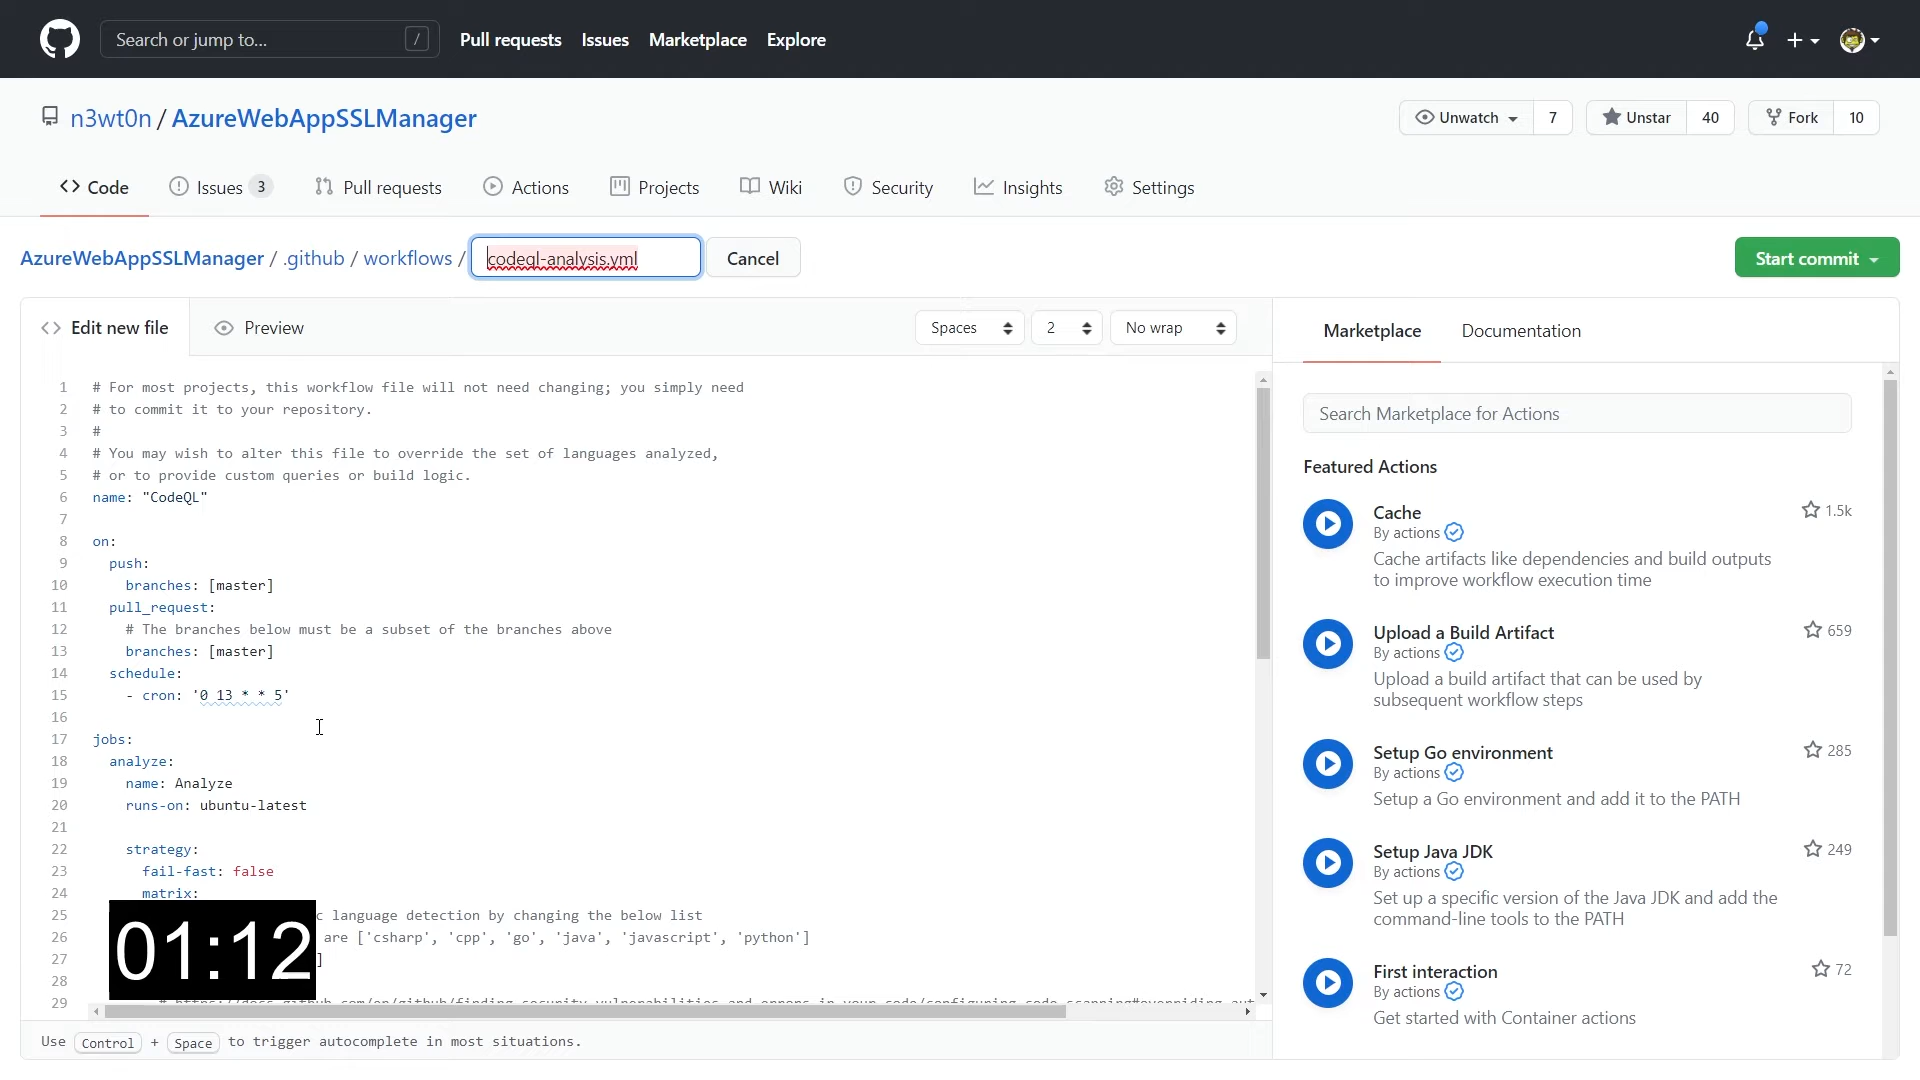 Search or jump to... /
Pull requests Issues Marketplace Explore
n3wt0n / AzureWebAppSSLManager
Unwatch 7 Unstar 40 Fork 10
Code Issues 3 Pull requests Actions Projects Wiki Security Insights Settings
AzureWebAppSSLManager / .github / workflows / codeql-analysis.yml Cancel Start commit
<> Edit new file Preview Spaces 2 No wrap
1 # For most projects, this workflow file will not need changing; you simply need
2 # to commit it to your repository.
3 #
4 # You may wish to alter this file to override the set of languages analyzed,
5 # or to provide custom queries or build logic.
6 name: "CodeQL"
7
8 on:
9 push:
10 branches: [master]
11 pull_request:
12 # The branches below must be a subset of the branches above
13 branches: [master]
14 schedule:
15 - cron: '0 13 * * 5'
16
17 jobs:
18 analyze:
19 name: Analyze
20 runs-on: ubuntu-latest
21
22 strategy:
23 fail-fast: false
24 matrix:
25 c language detection by changing the below list
26 are ['csharp', 'cpp', 'go', 'java', 'javascript', 'python']
27 ]
28
29
01:12
Use Control + Space to trigger autocomplete in most situations.
Marketplace Documentation
Search Marketplace for Actions
Featured Actions
Cache 1.5k
By actions
Cache artifacts like dependencies and build outputs
to improve workflow execution time
Upload a Build Artifact 659
By actions
Upload a build artifact that can be used by
subsequent workflow steps
Setup Go environment 285
By actions
Setup a Go environment and add it to the PATH
Setup Java JDK 249
By actions
Set up a specific version of the Java JDK and add the
command-line tools to the PATH
First interaction 72
By actions
Get started with Container actions